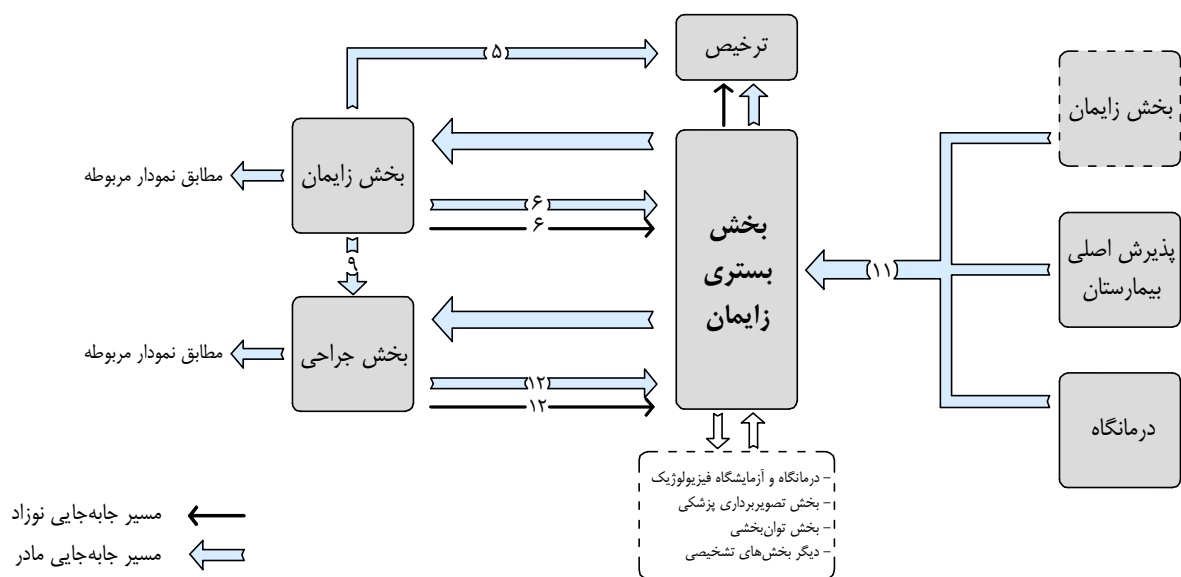 ترخیص
۵
بخش زایمان
بخش زایمان
مطابق نمودار مربوطه
۶
۶
بخش
بستری
زایمان
۱۱
پذیرش اصلی
بیمارستان
۹
بخش جراحی
مطابق نمودار مربوطه
۱۲
۱۲
درمانگاه
- درمانگاه و آزمایشگاه فیزیولوژیک
- بخش تصویربرداری پزشکی
- بخش توان‌بخشی
- دیگر بخش‌های تشخیصی
مسیر جابه‌جایی نوزاد
مسیر جابه‌جایی مادر